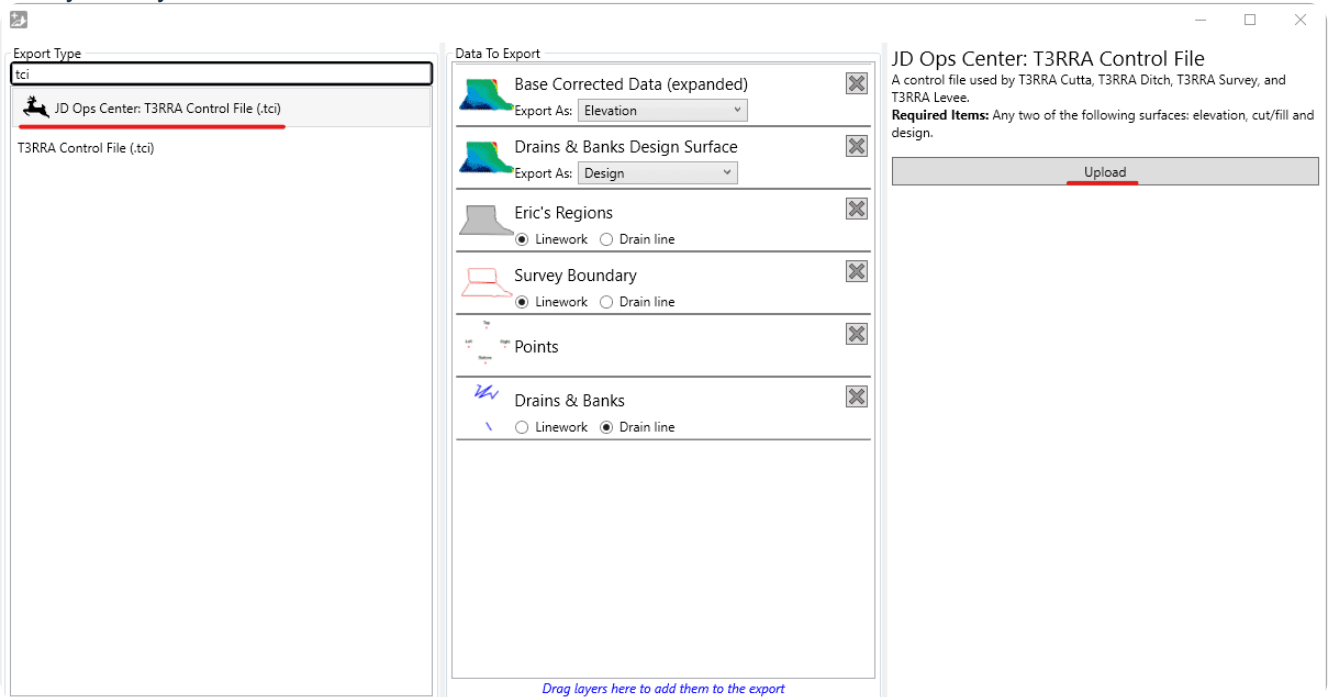 Export Type
tci
JD Ops Center: T3RRA Control File (.tci)
T3RRA Control File (.tci)
Data To Export
Base Corrected Data (expanded)
Export As: Elevation
Drains & Banks Design Surface
Export As: Design
Eric's Regions
Linework Drain line
Survey Boundary
Linework Drain line
Top
Left Right
Bottom
Points
Drains & Banks
Linework Drain line
Drag layers here to add them to the export
JD Ops Center: T3RRA Control File
A control file used by T3RRA Cutta, T3RRA Ditch, T3RRA Survey, and
T3RRA Levee.
Required Items: Any two of the following surfaces: elevation, cut/fill and
design.
Upload